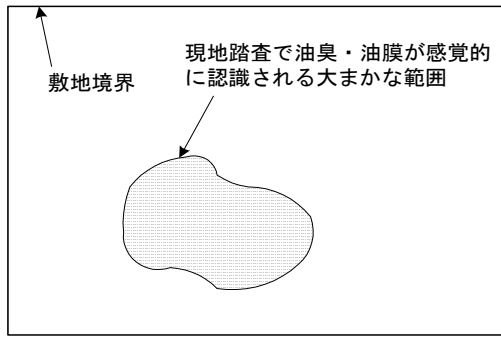 現地踏査で油臭・油膜が感覚的
に認識される大まかな範囲
敷地境界